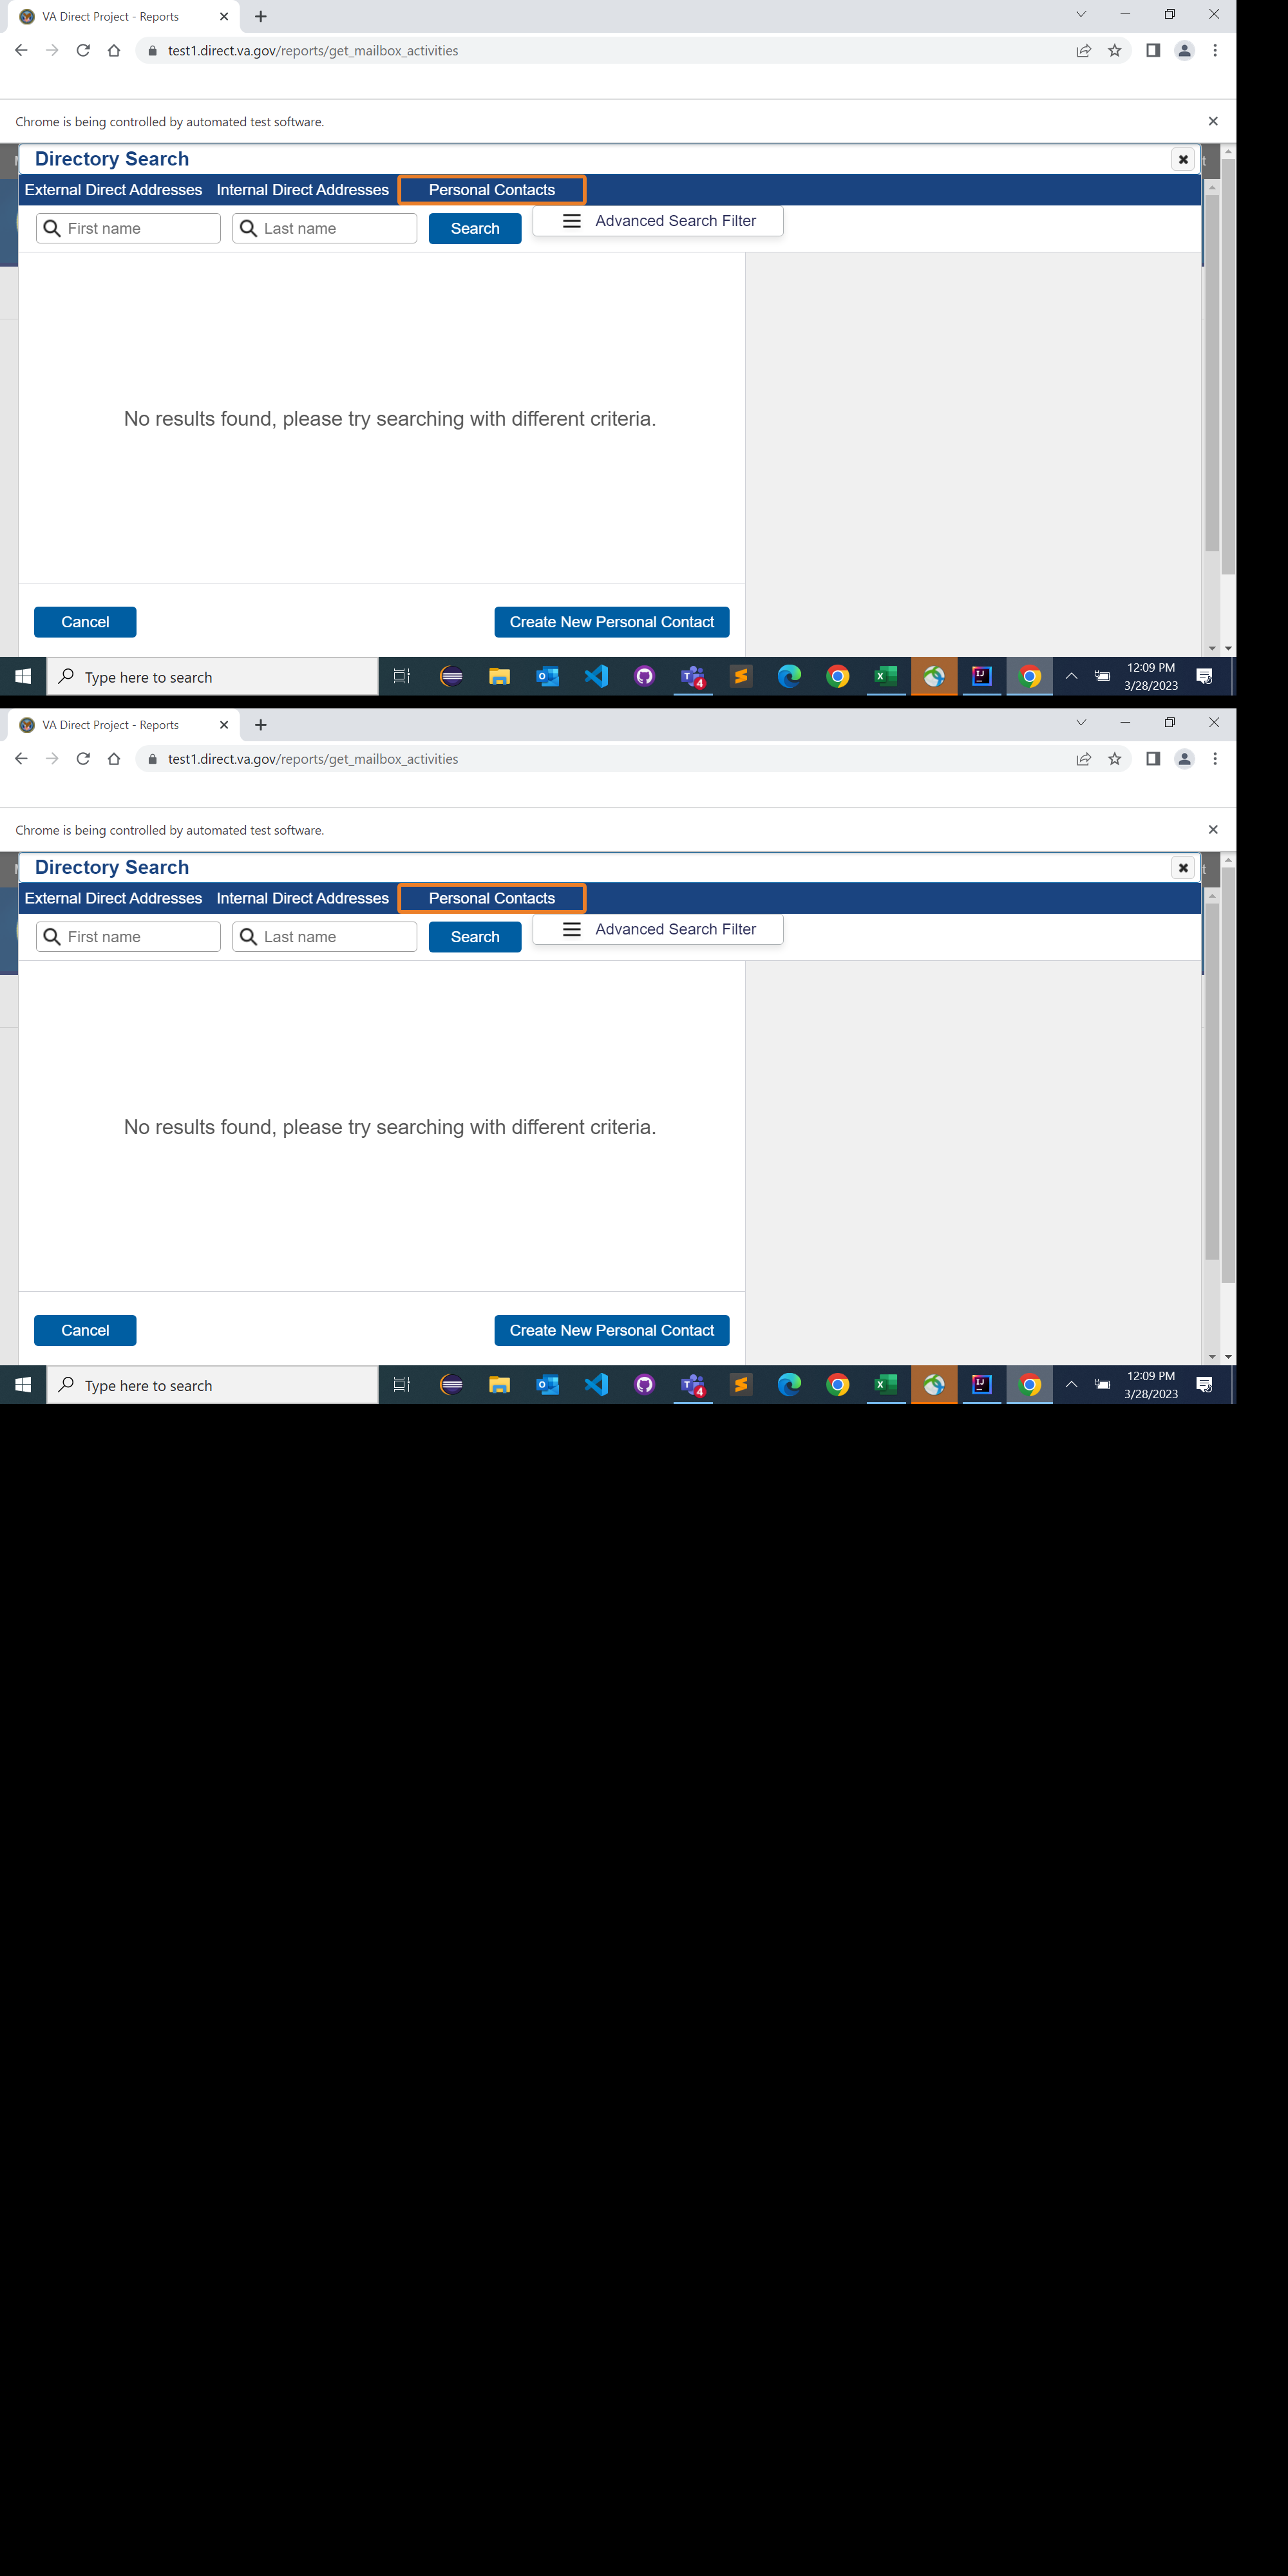 VA Direct Project - Reports
test1.direct.va.gov/reports/get_mailbox_activities
Chrome is being controlled by automated test software.
Directory Search
External Direct Addresses Internal Direct Addresses Personal Contacts
First name Last name Search Advanced Search Filter
No results found, please try searching with different criteria.
Cancel Create New Personal Contact
Type here to search 4 12:09 PM
3/28/2023
VA Direct Project - Reports
test1.direct.va.gov/reports/get_mailbox_activities
Chrome is being controlled by automated test software.
Directory Search
External Direct Addresses Internal Direct Addresses Personal Contacts
First name Last name Search Advanced Search Filter
No results found, please try searching with different criteria.
Cancel Create New Personal Contact
Type here to search 4 12:09 PM
3/28/2023